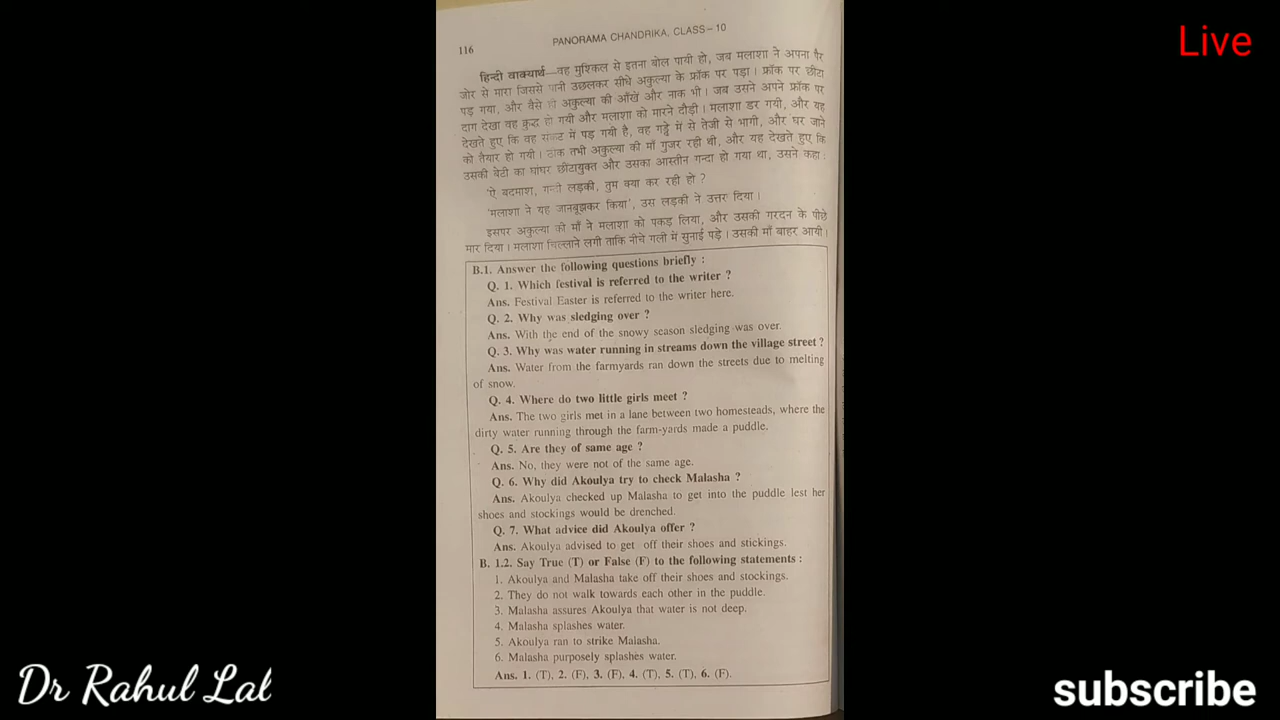 116
PANORAMA CHANDRIKA, CLASS–10
Live
हिन्दी वाक्यार्थ—वह मुश्किल से इतना बोल पायी हो, जब मलाशा ने अपना पैर
जोर से मारा जिससे पानी उछलकर सीधे अकुल्या के फ्रॉक पर पड़ा। फ्रॉक पर छींटा
पड़ गया, और वैसे ही अकुल्या की आँखें और नाक भी। जब उसने अपने फ्रॉक पर
दाग देखा वह क्रुद्ध हो गयी और मलाशा को मारने दौड़ी। मलाशा डर गयी, और यह
देखते हुए कि वह संकट में पड़ गयी है, वह गड्ढे में से तेजी से भागी, और घर जाने
को तैयार हो गयी। ठीक तभी अकुल्या की माँ गुजर रही थी, और यह देखते हुए कि
उसकी बेटी का घांघर छींटायुक्त और उसका आस्तीन गन्दा हो गया था, उसने कहा :
'ऐ बदमाश, गन्दी लड़की, तुम क्या कर रही हो ?
'मलाशा ने यह जानबूझकर किया', उस लड़की ने उत्तर दिया।
इसपर अकुल्या की माँ ने मलाशा को पकड़ लिया, और उसकी गरदन के पीछे
मार दिया। मलाशा चिल्लाने लगी ताकि नीचे गली में सुनाई पड़े। उसकी माँ बाहर आयी।
B.1. Answer the following questions briefly :
Q. 1. Which festival is referred to the writer ?
Ans. Festival Easter is referred to the writer here.
Q. 2. Why was sledging over ?
Ans. With the end of the snowy season sledging was over.
Q. 3. Why was water running in streams down the village street ?
Ans. Water from the farmyards ran down the streets due to melting
of snow.
Q. 4. Where do two little girls meet ?
Ans. The two girls met in a lane between two homesteads, where the
dirty water running through the farm-yards made a puddle.
Q. 5. Are they of same age ?
Ans. No, they were not of the same age.
Q. 6. Why did Akoulya try to check Malasha ?
Ans. Akoulya checked up Malasha to get into the puddle lest her
shoes and stockings would be drenched.
Q. 7. What advice did Akoulya offer ?
Ans. Akoulya advised to get off their shoes and stickings.
B. 1.2. Say True (T) or False (F) to the following statements :
1. Akoulya and Malasha take off their shoes and stockings.
2. They do not walk towards each other in the puddle.
3. Malasha assures Akoulya that water is not deep.
4. Malasha splashes water.
5. Akoulya ran to strike Malasha.
6. Malasha purposely splashes water.
Ans. 1. (T), 2. (F), 3. (F), 4. (T), 5. (T), 6. (F).
Dr Rahul Lal
subscribe